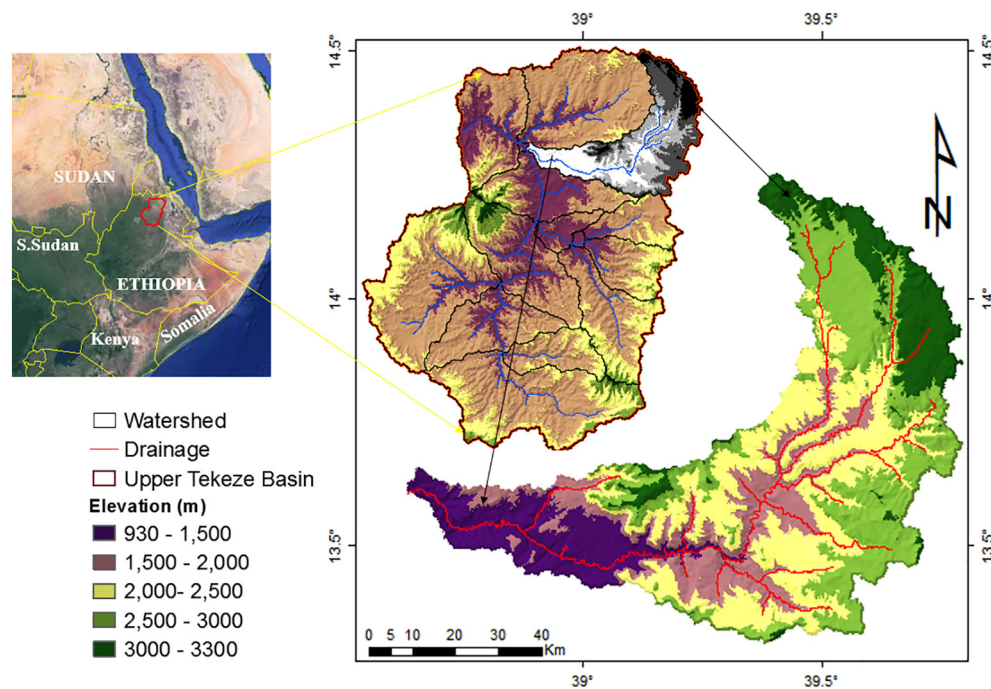 39°
39.5°
14.5°
14.5°
SUDAN
S.Sudan
ETHIOPIA
Somalia
Kenya
N
14°
14°
Watershed
Drainage
Upper Tekeze Basin
Elevation (m)
930 - 1,500
1,500 - 2,000
2,000- 2,500
2,500 - 3000
3000 - 3300
13.5°
13.5°
0 5 10 20 30 40
Km
39°
39.5°